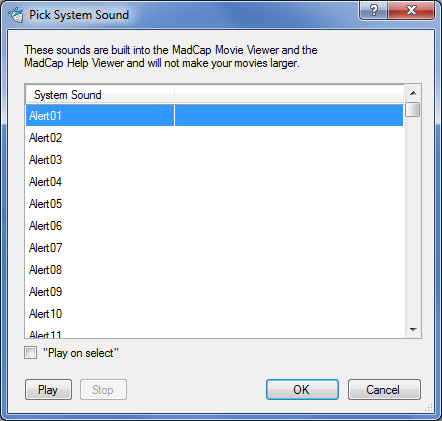 Pick System Sound
?
These sounds are built into the MadCap Movie Viewer and the
MadCap Help Viewer and will not make your movies larger.
System Sound
Alert01
Alert02
Alert03
Alert04
Alert05
Alert06
Alert07
Alert08
Alert09
Alert10
Alert11
"Play on select"
Play Stop OK Cancel